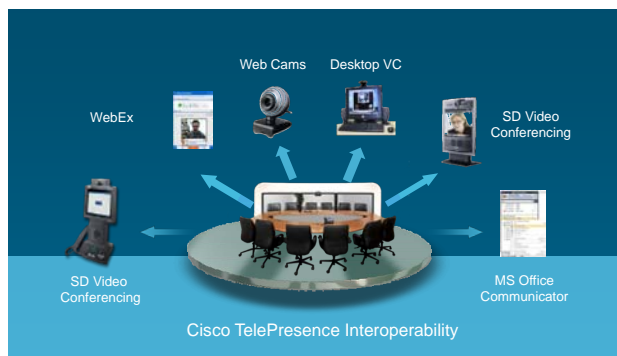 Web Cams
Desktop VC
WebEx
SD Video
Conferencing
SD Video
Conferencing
MS Office
Communicator
Cisco TelePresence Interoperability